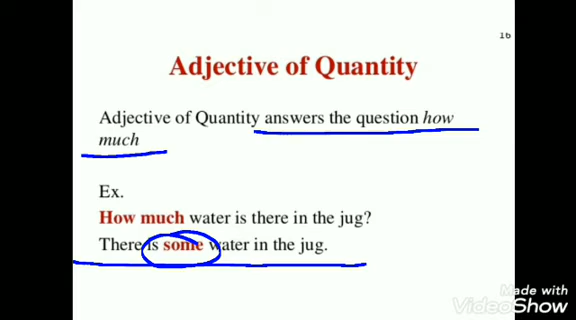 16
Adjective of Quantity
Adjective of Quantity answers the question how
much
Ex.
How much water is there in the jug?
There is some water in the jug.
Made with
VideoShow